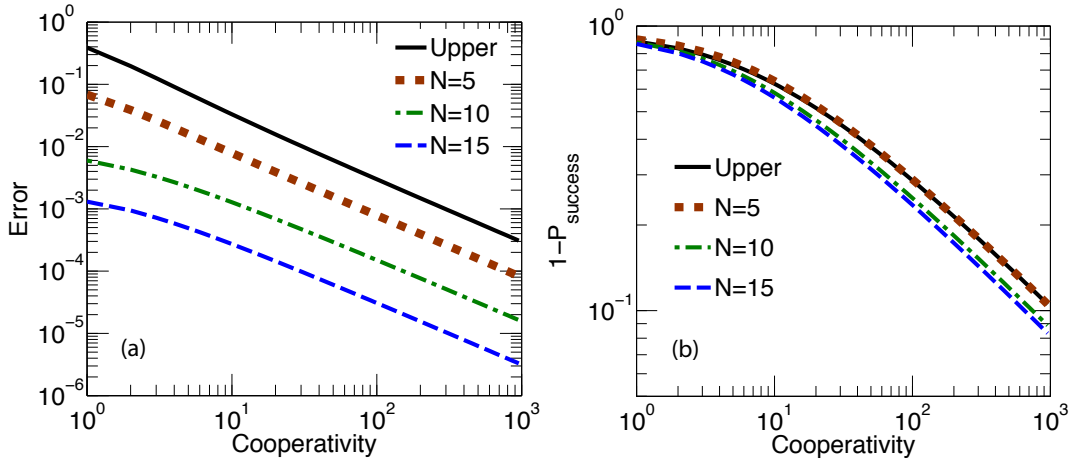 10^0
10^-1
10^-2
10^-3
10^-4
10^-5
10^-6
Error
Upper
N=5
N=10
N=15
(a)
10^0 10^1 10^2 10^3
Cooperativity
10^0
10^-1
1−P_success
Upper
N=5
N=10
N=15
(b)
10^0 10^1 10^2 10^3
Cooperativity